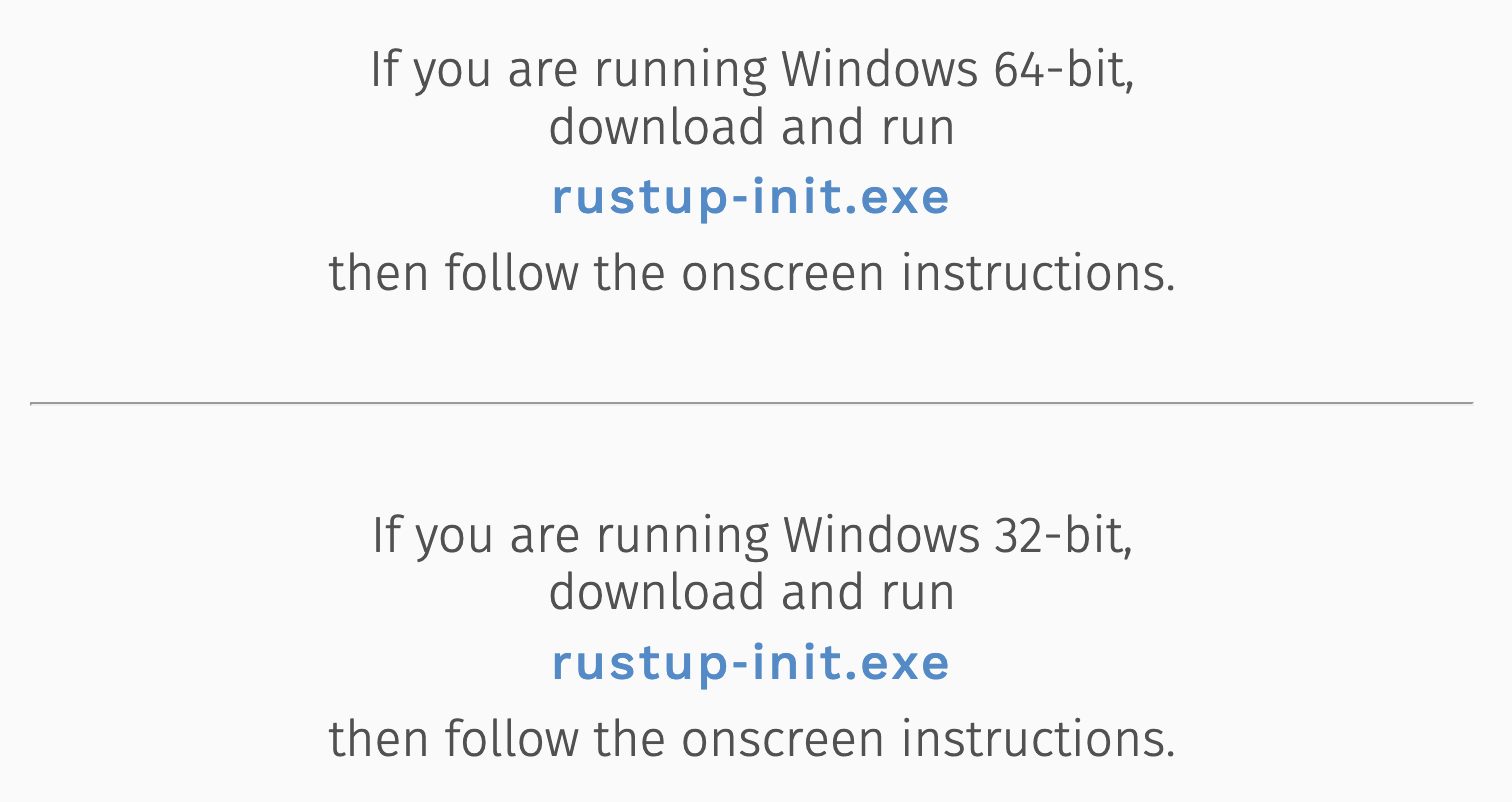 If you are running Windows 64-bit,
download and run
rustup-init.exe
then follow the onscreen instructions.
If you are running Windows 32-bit,
download and run
rustup-init.exe
then follow the onscreen instructions.